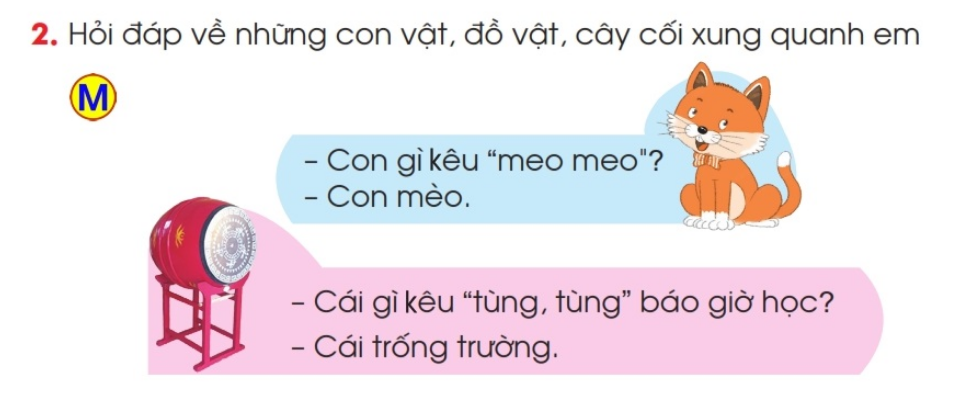 2. Hỏi đáp về những con vật, đồ vật, cây cối xung quanh em
M
- Con gì kêu “meo meo"?
- Con mèo.
- Cái gì kêu “tùng, tùng” báo giờ học?
- Cái trống trường.